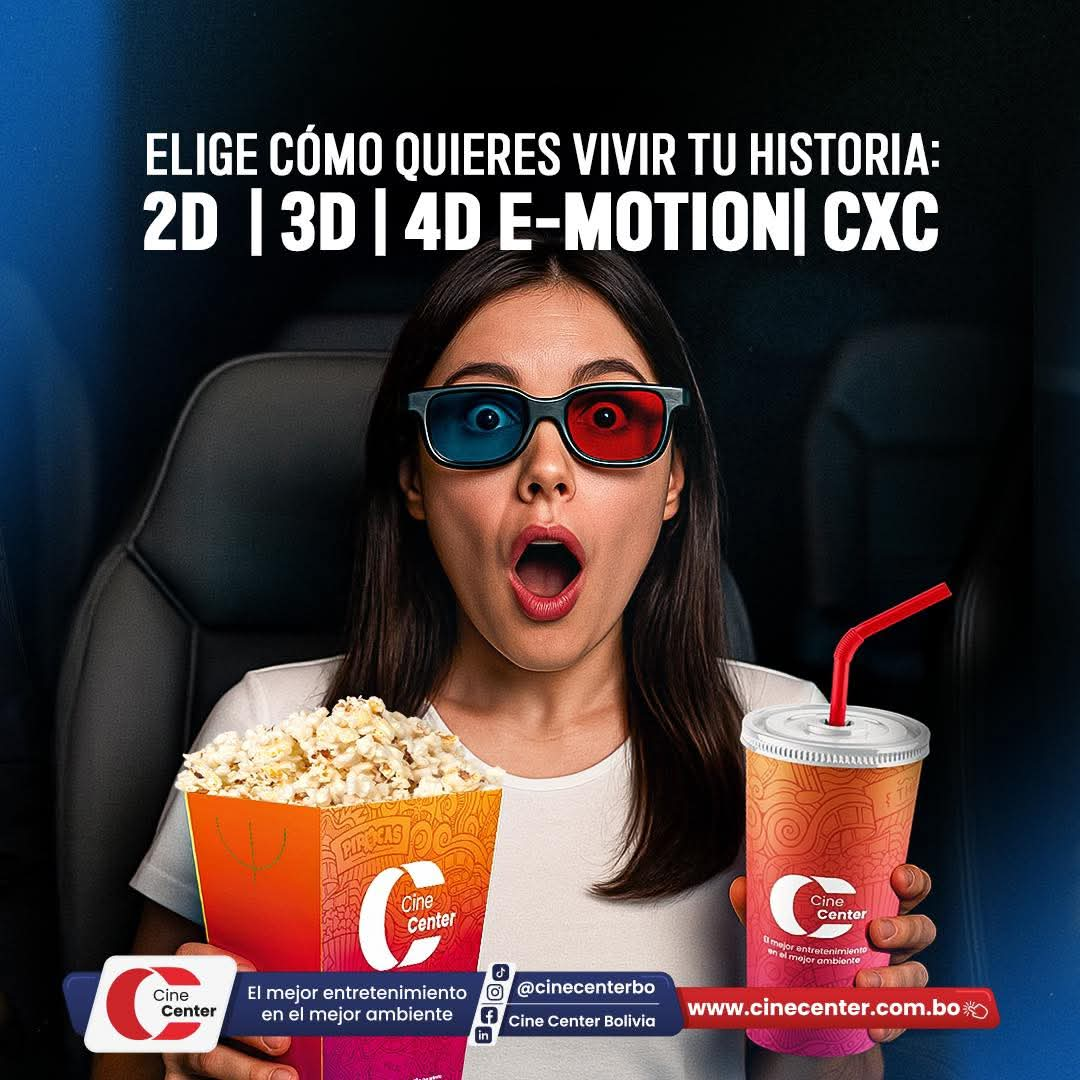 ELIGE CÓMO QUIERES VIVIR TU HISTORIA:
2D | 3D | 4D E-MOTION| CXC
PIPOCAS
Cine
Center
Cine
Center
El mejor entretenimiento
en el mejor ambiente
Cine
Center
El mejor entretenimiento
en el mejor ambiente
@cinecenterbo
Cine Center Bolivia
www.cinecenter.com.bo